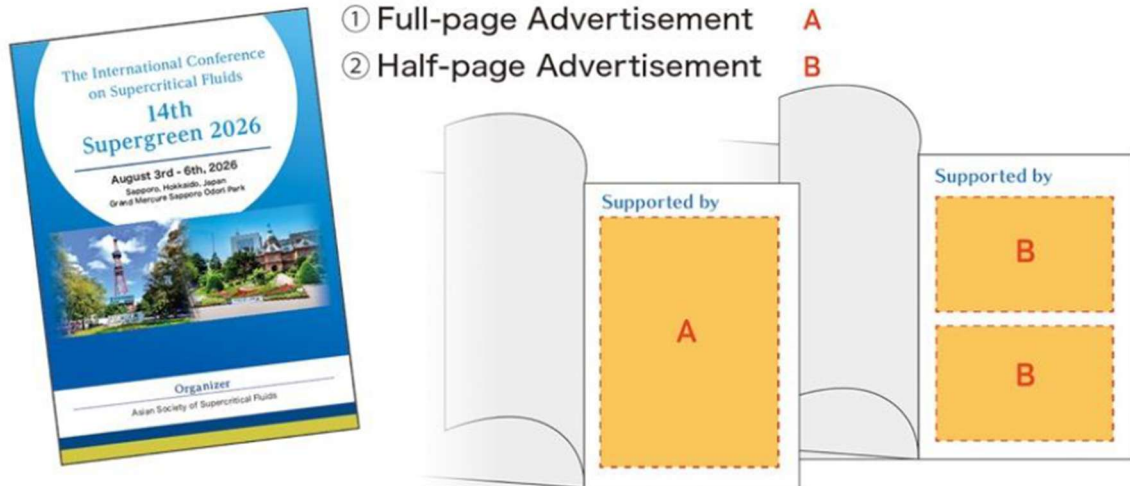 The International Conference
on Supercritical Fluids
14th
Supergreen 2026
August 3rd - 6th, 2026
Sapporo, Hokkaido, Japan
Grand Mercure Sapporo Odori Park
Organizer
Asian Society of Supercritical Fluids
① Full-page Advertisement A
② Half-page Advertisement B
Supported by
A
Supported by
B
B